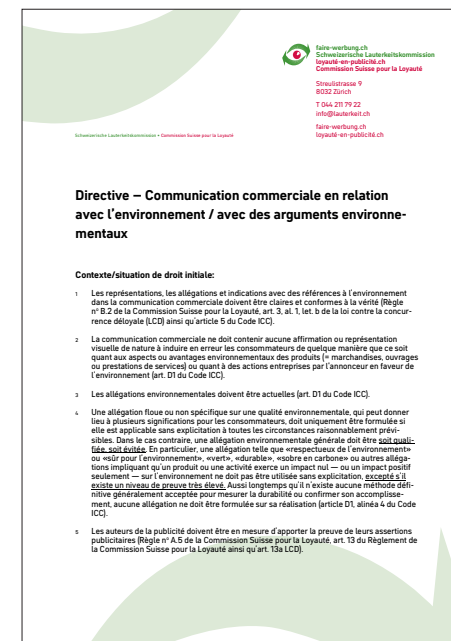 faire-werbung.ch
Schweizerische Lauterkeitskommission
loyauté-en-publicité.ch
Commission Suisse pour la Loyauté
Streulistrasse 9
8032 Zürich
T 044 211 79 22
info@lauterkeit.ch
faire-werbung.ch
loyauté-en-publicité.ch
Schweizerische Lauterkeitskommission • Commission Suisse pour la Loyauté
Directive – Communication commerciale en relation
avec l'environnement / avec des arguments environne-
mentaux
Contexte/situation de droit initiale:
1 Les représentations, les allégations et indications avec des références à l'environnement
dans la communication commerciale doivent être claires et conformes à la vérité (Règle
n° B.2 de la Commission Suisse pour la Loyauté, art. 3, al. 1, let. b de la loi contre la concur-
rence déloyale (LCD) ainsi qu'article 5 du Code ICC).
2 La communication commerciale ne doit contenir aucune affirmation ou représentation
visuelle de nature à induire en erreur les consommateurs de quelque manière que ce soit
quant aux aspects ou avantages environnementaux des produits (= marchandises, ouvrages
ou prestations de services) ou quant à des actions entreprises par l'annonceur en faveur de
l'environnement (art. D1 du Code ICC).
3 Les allégations environnementales doivent être actuelles (art. D1 du Code ICC).
4 Une allégation floue ou non spécifique sur une qualité environnementale, qui peut donner
lieu à plusieurs significations pour les consommateurs, doit uniquement être formulée si
elle est applicable sans explicitation à toutes les circonstances raisonnablement prévi-
sibles. Dans le cas contraire, une allégation environnementale générale doit être soit quali-
fiée, soit évitée. En particulier, une allégation telle que «respectueux de l'environnement»
ou «sûr pour l'environnement», «vert», «durable», «sobre en carbone» ou autres alléga-
tions impliquant qu'un produit ou une activité exerce un impact nul — ou un impact positif
seulement — sur l'environnement ne doit pas être utilisée sans explicitation, excepté s'il
existe un niveau de preuve très élevé. Aussi longtemps qu'il n'existe aucune méthode défi-
nitive généralement acceptée pour mesurer la durabilité ou confirmer son accomplisse-
ment, aucune allégation ne doit être formulée sur sa réalisation (article D1, alinéa 4 du Code
ICC).
5 Les auteurs de la publicité doivent être en mesure d'apporter la preuve de leurs assertions
publicitaires (Règle n° A.5 de la Commission Suisse pour la Loyauté, art. 13 du Règlement de
la Commission Suisse pour la Loyauté ainsi qu'art. 13a LCD).